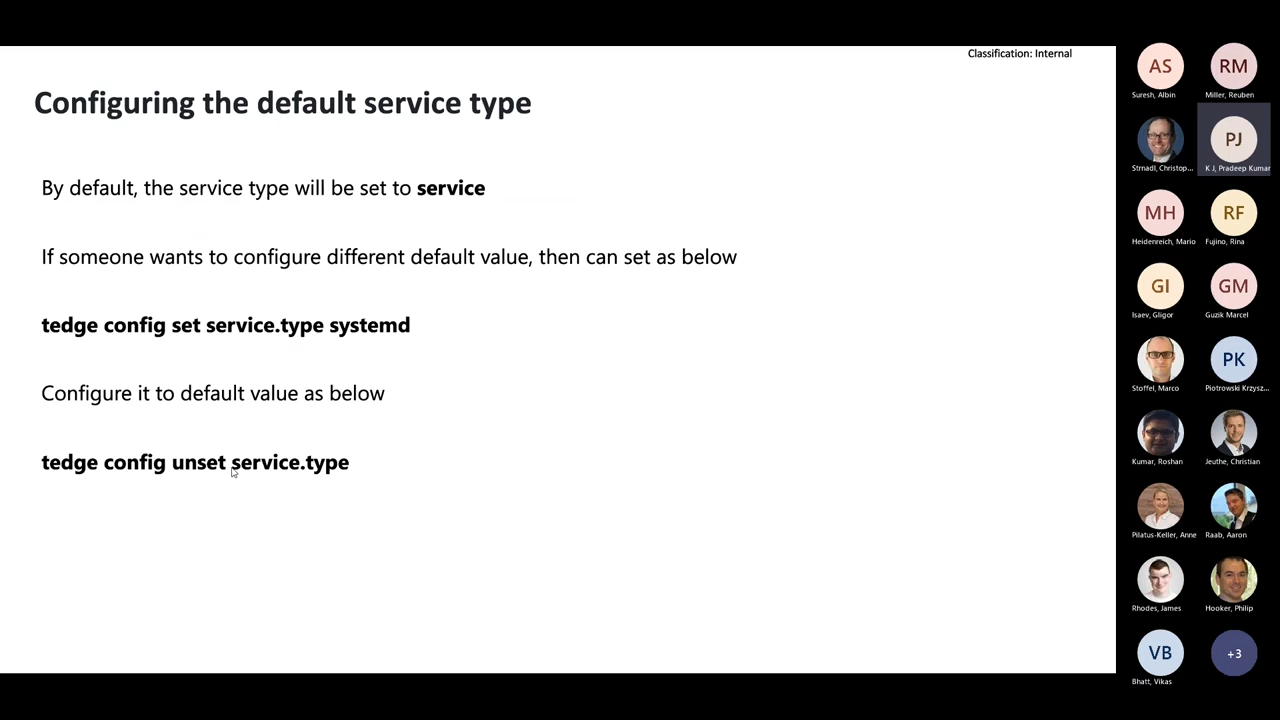 Classification: Internal
Configuring the default service type
By default, the service type will be set to service
If someone wants to configure different default value, then can set as below
tedge config set service.type systemd
Configure it to default value as below
tedge config unset service.type
AS
Suresh, Albin
RM
Miller, Reuben
Strnadl, Christop...
PJ
K J, Pradeep Kumar
MH
Heidenreich, Mario
RF
Fujino, Rina
GI
Isaev, Gligor
GM
Guzik Marcel
Stoffel, Marco
PK
Piotrowski Krzysz...
Kumar, Roshan
Jeuthe, Christian
Pilatus-Keller, Anne
Raab, Aaron
Rhodes, James
Hooker, Philip
VB
Bhatt, Vikas
+3